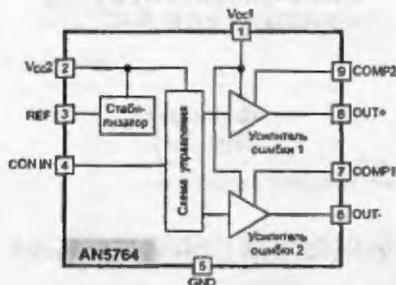 Vcc1
1
Vcc2
2
9
COMP2
REF
3
Стаби-
лизатор
8
OUT+
Усилитель
ошибки 1
CON IN
4
Схема управления
7
COMP1
6
OUT-
Усилитель
ошибки 2
AN5764
5
GND